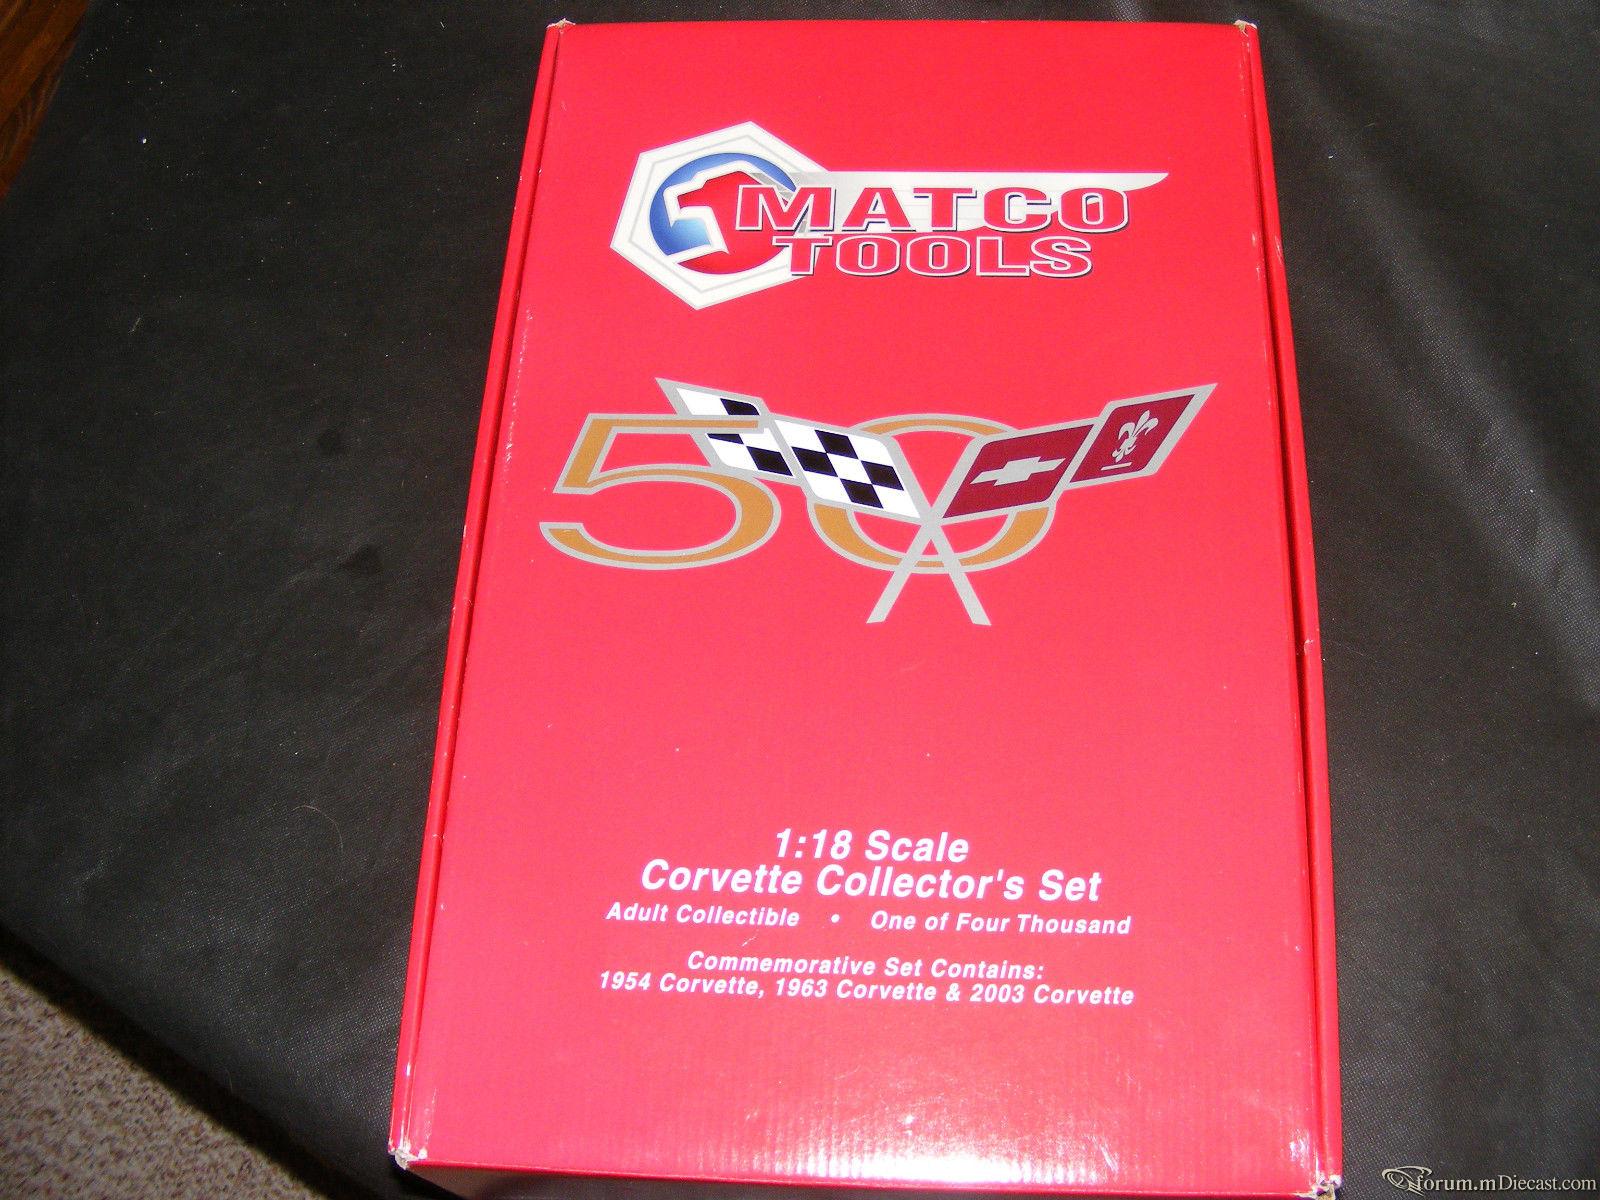 MATCO
TOOLS
50
1:18 Scale
Corvette Collector's Set
Adult Collectible • One of Four Thousand
Commemorative Set Contains:
1954 Corvette, 1963 Corvette & 2003 Corvette
forum.mDiecast.com